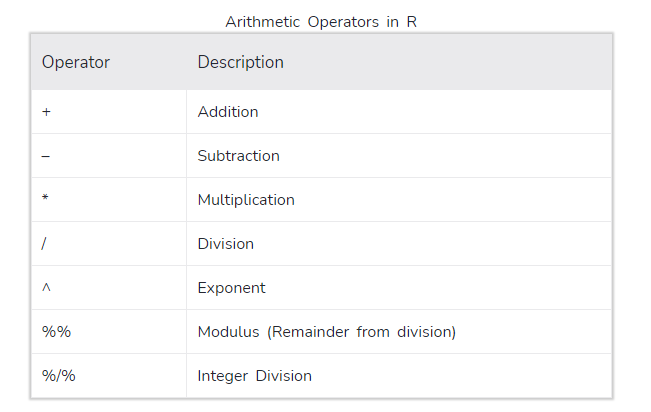 Arithmetic Operators in R
Operator Description
+ Addition
– Subtraction
* Multiplication
/ Division
^ Exponent
%% Modulus (Remainder from division)
%/% Integer Division